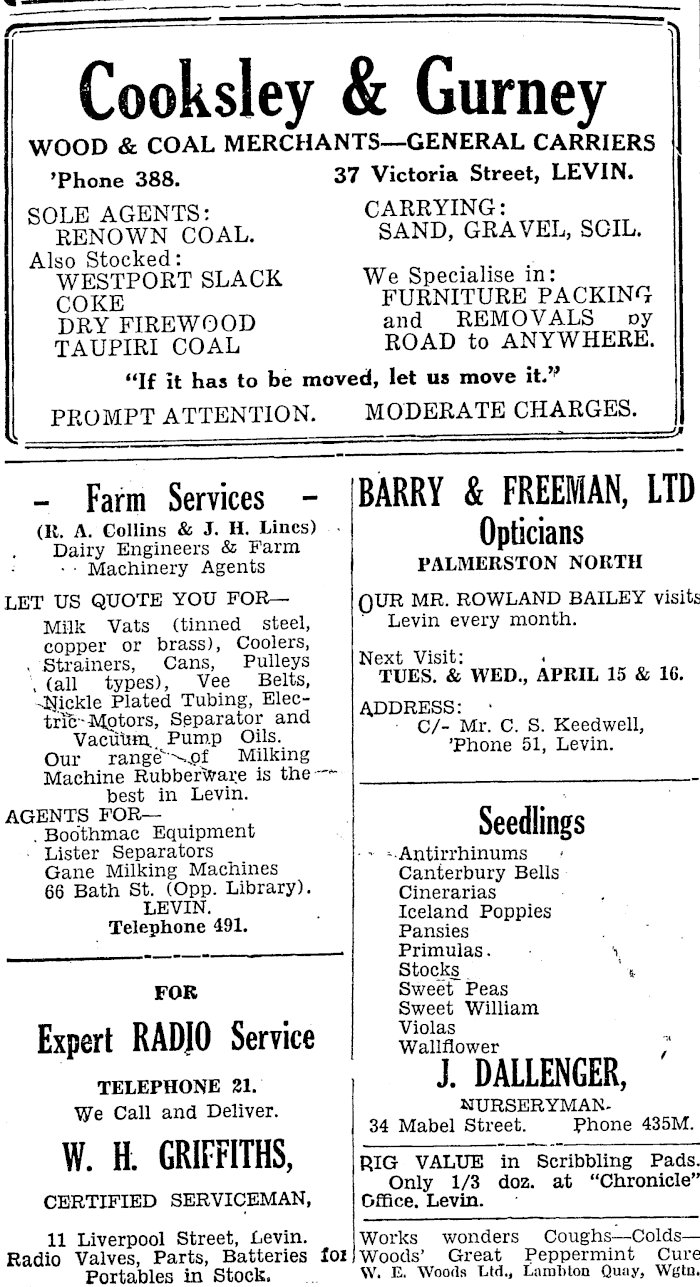 Cooksley & Gurney
WOOD & COAL MERCHANTS—GENERAL CARRIERS
'Phone 388.
37 Victoria Street, LEVIN.
SOLE AGENTS:
RENOWN COAL.
Also Stocked:
WESTPORT SLACK
COKE
DRY FIREWOOD
TAUPIRI COAL
CARRYING:
SAND, GRAVEL, SOIL.
We Specialise in:
FURNITURE PACKING
and REMOVALS by
ROAD to ANYWHERE.
"If it has to be moved, let us move it."
PROMPT ATTENTION.
MODERATE CHARGES.
– Farm Services –
(R. A. Collins & J. H. Lines)
Dairy Engineers & Farm
Machinery Agents
LET US QUOTE YOU FOR—
Milk Vats (tinned steel,
copper or brass), Coolers,
Strainers, Cans, Pulleys
(all types), Vee Belts,
Nickle Plated Tubing, Elec-
tric Motors, Separator and
Vacuum Pump Oils.
Our range of Milking
Machine Rubberware is the
best in Levin.
AGENTS FOR—
Boothmac Equipment
Lister Separators
Gane Milking Machines
66 Bath St. (Opp. Library).
LEVIN.
Telephone 491.
FOR
Expert RADIO Service
TELEPHONE 21.
We Call and Deliver.
W. H. GRIFFITHS,
CERTIFIED SERVICEMAN,
11 Liverpool Street, Levin.
Radio Valves, Parts, Batteries for
Portables in Stock.
BARRY & FREEMAN, LTD
Opticians
PALMERSTON NORTH
OUR MR. ROWLAND BAILEY visits
Levin every month.
Next Visit:
TUES. & WED., APRIL 15 & 16.
ADDRESS:
C/- Mr. C. S. Keedwell,
'Phone 51, Levin.
Seedlings
Antirrhinums
Canterbury Bells
Cinerarias
Iceland Poppies
Pansies
Primulas.
Stocks
Sweet Peas
Sweet William
Violas
Wallflower
J. DALLENGER,
NURSERYMAN.
34 Mabel Street. Phone 435M.
BIG VALUE in Scribbling Pads.
Only 1/3 doz. at "Chronicle"
Office, Levin.
Works wonders Coughs—Colds—
Woods' Great Peppermint Cure
W. E. Woods Ltd., Lambton Quay, Wgtn.